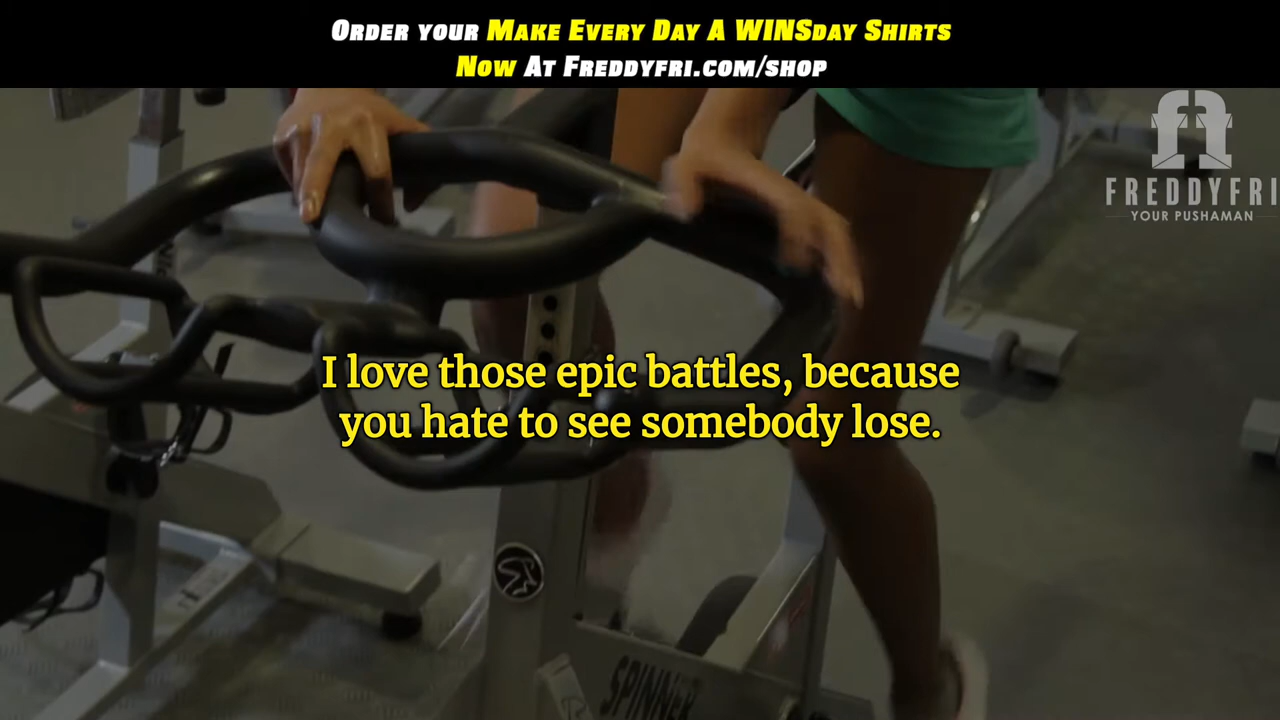 Order your Make Every Day A WINSday Shirts
Now At Freddyfri.com/shop
FREDDYFRI
YOUR PUSHAMAN
I love those epic battles, because
you hate to see somebody lose.
SPINNER